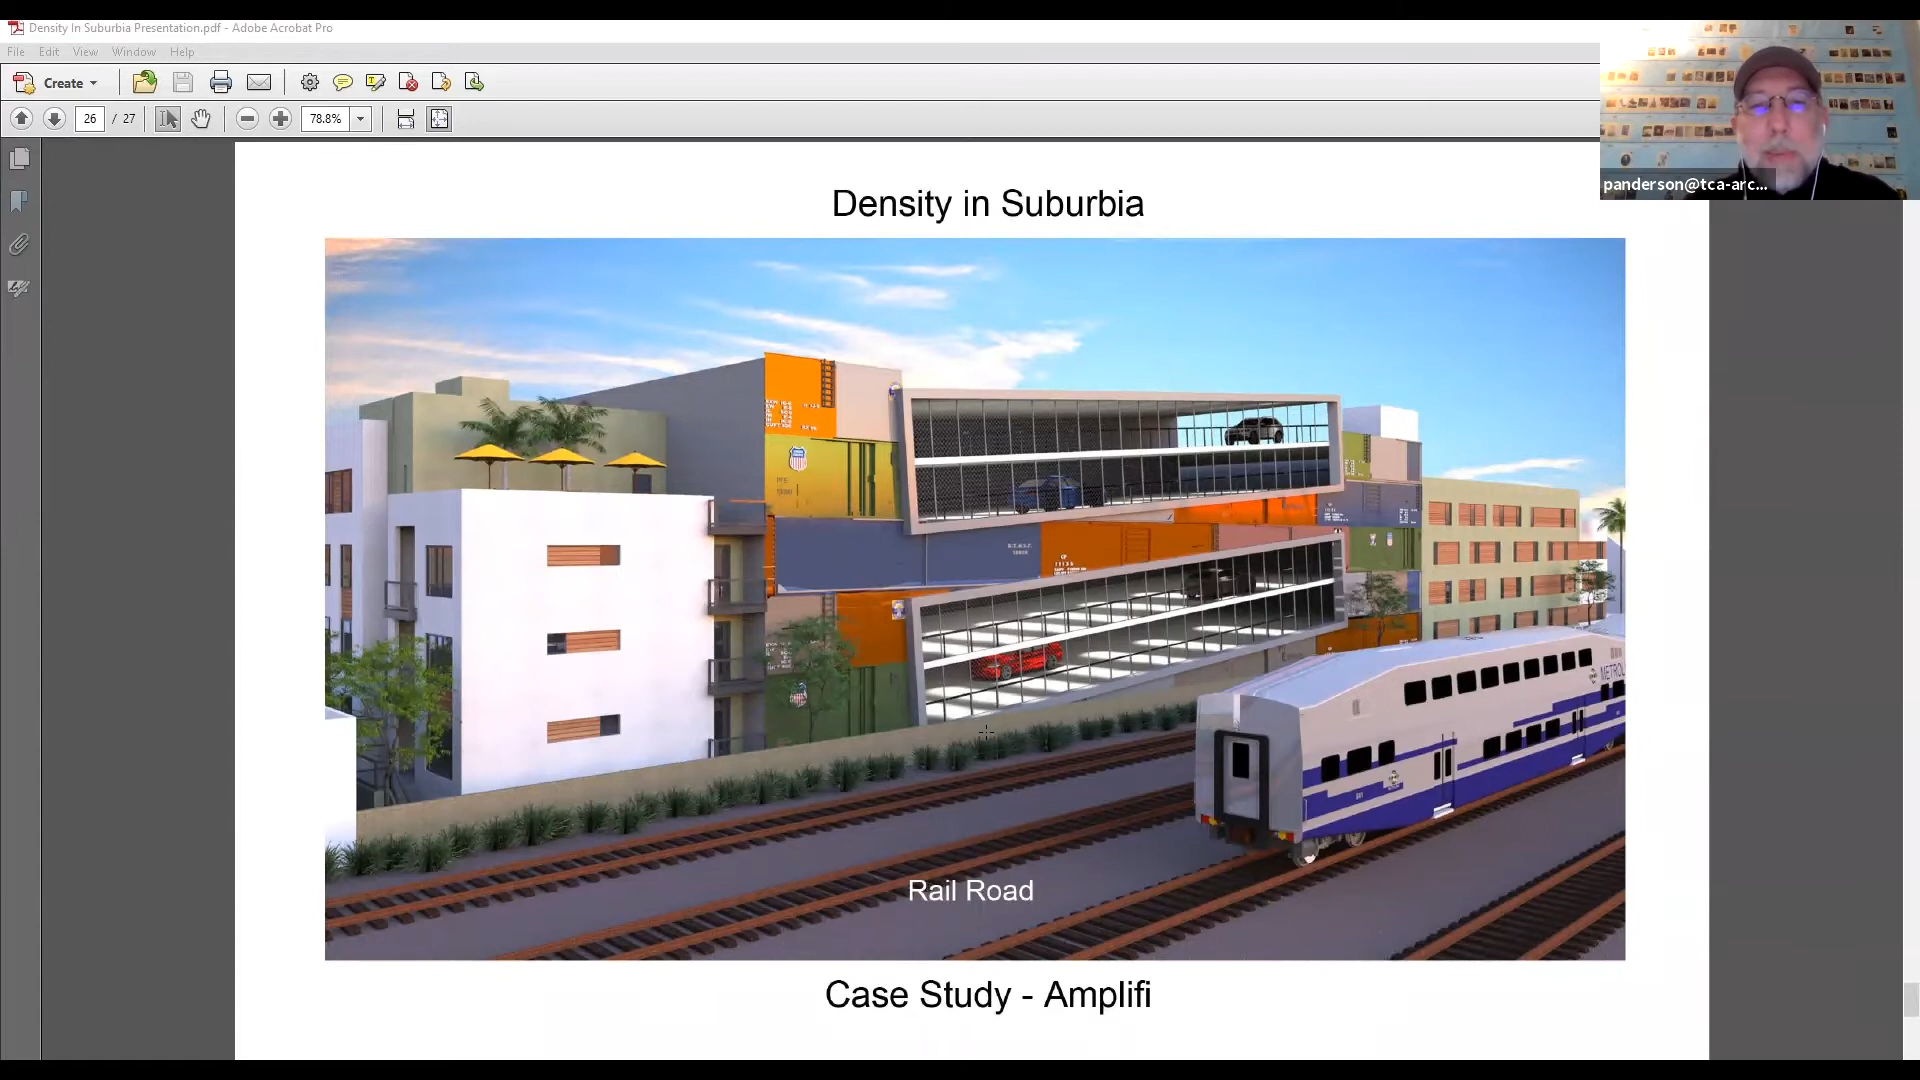 Density In Suburbia Presentation.pdf - Adobe Acrobat Pro
File Edit View Window Help
Create
26 / 27
78.8%
panderson@tca-arc...
Density in Suburbia
Rail Road
Case Study - Amplifi